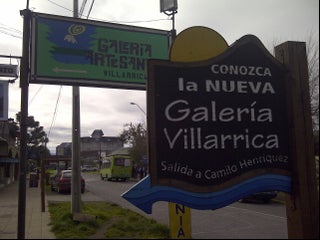 GALERÍA
ARTESANAL
VILLARRICA
CONOZCA
la NUEVA
Galería
Villarrica
Salida a Camilo Henríquez